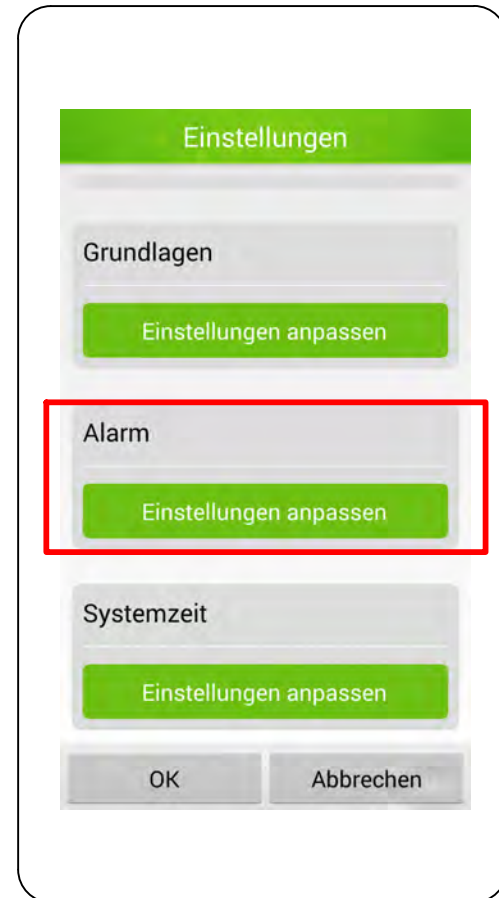 Einstellungen
Grundlagen
Einstellungen anpassen
Alarm
Einstellungen anpassen
Systemzeit
Einstellungen anpassen
OK Abbrechen